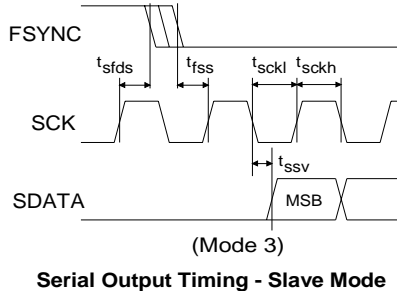 FSYNC
tsfds
tfss
tsckl
tsckh
SCK
tssv
SDATA
MSB
(Mode 3)
Serial Output Timing - Slave Mode